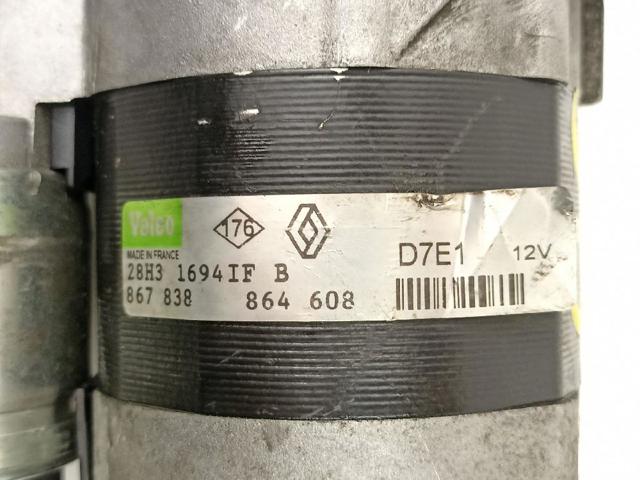 Valeo 176 D7E1 12V
MADE IN FRANCE
28H3 1694IF B
867 838 864 608